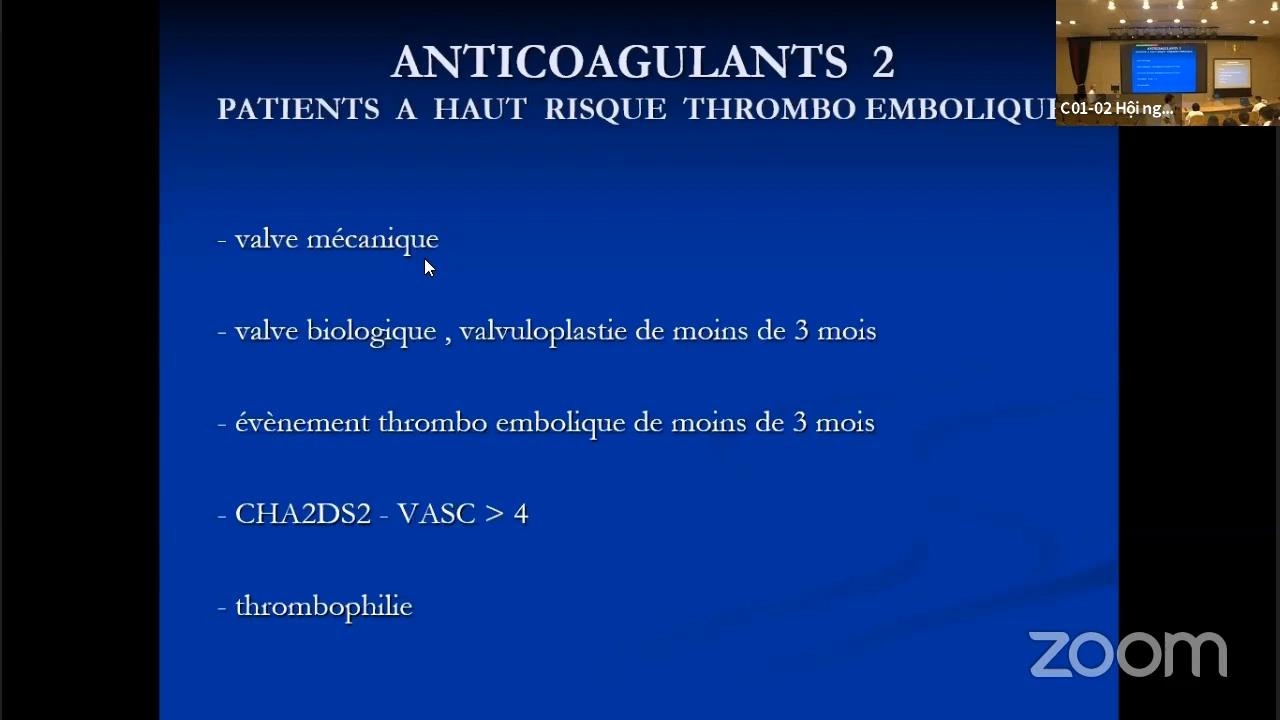 ANTICOAGULANTS 2
PATIENTS A HAUT RISQUE THROMBO EMBOLIQU
C01-02 Hội ng...
- valve mécanique
- valve biologique , valvuloplastie de moins de 3 mois
- évènement thrombo embolique de moins de 3 mois
- CHA2DS2 - VASC > 4
- thrombophilie
zoom